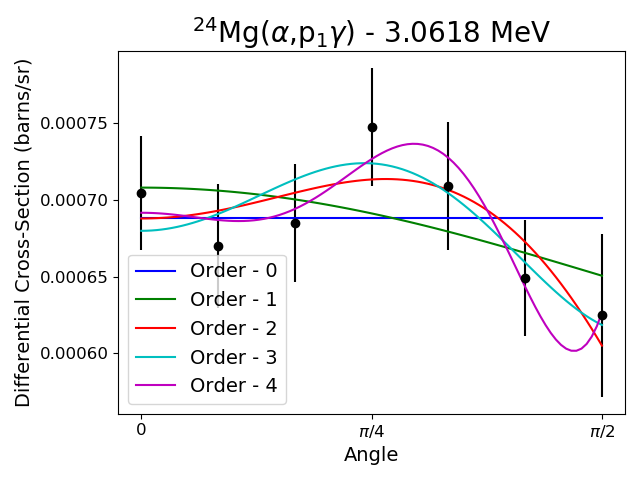 ²⁴Mg(α,p₁γ) - 3.0618 MeV
Differential Cross-Section (barns/sr)
0.00075
0.00070
0.00065
0.00060
Order - 0
Order - 1
Order - 2
Order - 3
Order - 4
0
π/4
π/2
Angle